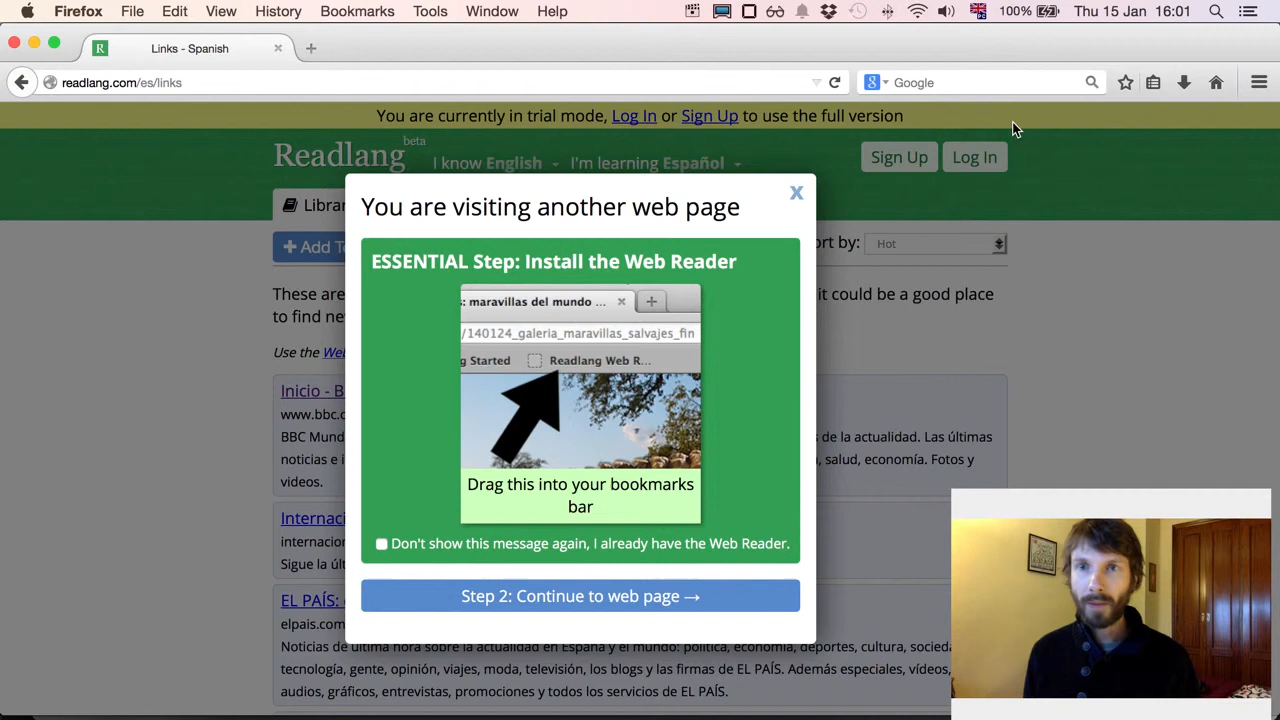 Firefox File Edit View History Bookmarks Tools Window Help 100% Thu 15 Jan 16:01
R Links - Spanish
readlang.com/es/links Google
You are currently in trial mode, Log In or Sign Up to use the full version
Readlang beta I know English I'm learning Español Sign Up Log In
You are visiting another web page X
Librar
ESSENTIAL Step: Install the Web Reader
+ Add T ort by: Hot
: maravillas del mundo ...
These are it could be a good place
to find ne
/140124_galeria_maravillas_salvajes_fin
Use the We
g Started Readlang Web R...
Inicio - B
www.bbc.c
BBC Mund s de la actualidad. Las últimas
noticias e i , salud, economía. Fotos y
videos.
Drag this into your bookmarks
bar
Internaci
internacion
Don't show this message again, I already have the Web Reader.
Sigue la últ
Step 2: Continue to web page →
EL PAÍS:
elpais.com
Noticias de última hora sobre la actualidad en España y el mundo: política, economía, deportes, cultura, socieda
tecnología, gente, opinión, viajes, moda, televisión, los blogs y las firmas de EL PAÍS. Además especiales, vídeos,
audios, gráficos, entrevistas, promociones y todos los servicios de EL PAÍS.